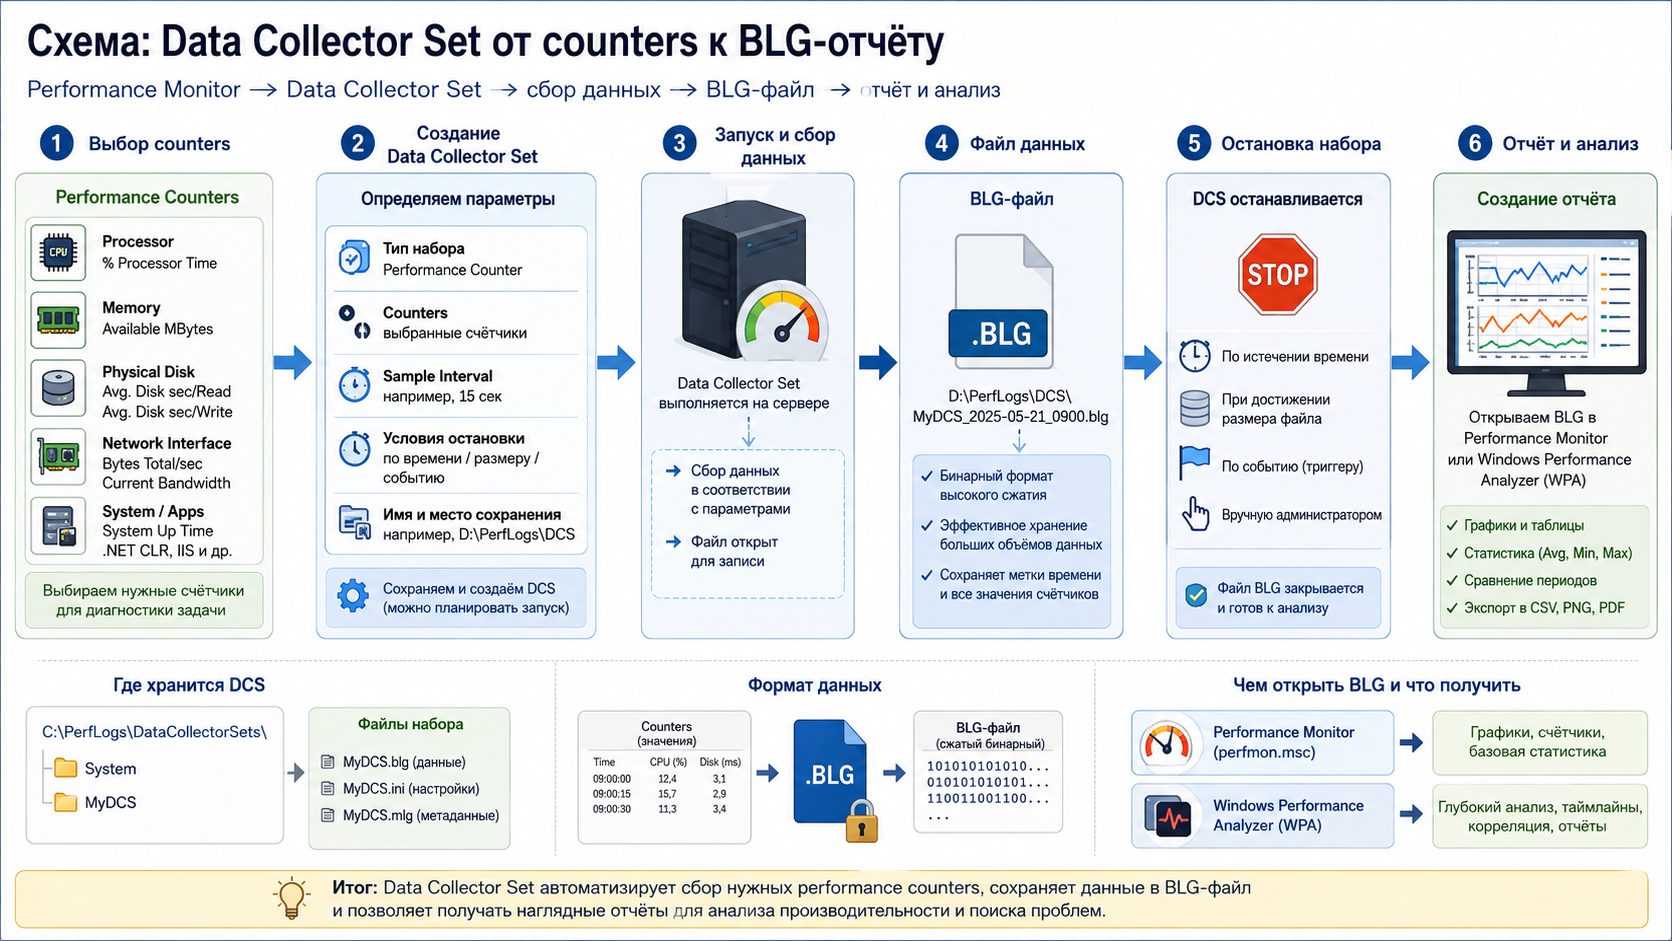 Схема: Data Collector Set от counters к BLG-отчёту
Performance Monitor → Data Collector Set → сбор данных → BLG-файл → отчёт и анализ
1 Выбор counters
Performance Counters
CPU
Processor
% Processor Time
Memory
Available MBytes
Physical Disk
Avg. Disk sec/Read
Avg. Disk sec/Write
Network Interface
Bytes Total/sec
Current Bandwidth
System / Apps
System Up Time
.NET CLR, IIS и др.
Выбираем нужные счётчики
для диагностики задачи
2 Создание
Data Collector Set
Определяем параметры
Тип набора
Performance Counter
Counters
выбранные счётчики
Sample Interval
например, 15 сек
Условия остановки
по времени / размеру /
событию
Имя и место сохранения
например, D:\PerfLogs\DCS
Сохраняем и создаём DCS
(можно планировать запуск)
3 Запуск и сбор
данных
Data Collector Set
выполняется на сервере
→ Сбор данных
в соответствии
с параметрами
→ Файл открыт
для записи
4 Файл данных
BLG-файл
.BLG
D:\PerfLogs\DCS\
MyDCS_2025-05-21_0900.blg
✓ Бинарный формат
высокого сжатия
✓ Эффективное хранение
больших объёмов данных
✓ Сохраняет метки времени
и все значения счётчиков
5 Остановка набора
DCS останавливается
STOP
По истечении времени
При достижении
размера файла
По событию (триггеру)
Вручную администратором
Файл BLG закрывается
и готов к анализу
6 Отчёт и анализ
Создание отчёта
Открываем BLG в
Performance Monitor
или Windows Performance
Analyzer (WPA)
✓ Графики и таблицы
✓ Статистика (Avg, Min, Max)
✓ Сравнение периодов
✓ Экспорт в CSV, PNG, PDF
Где хранится DCS
C:\PerfLogs\DataCollectorSets\
System
MyDCS
Файлы набора
MyDCS.blg (данные)
MyDCS.ini (настройки)
MyDCS.mlg (метаданные)
Формат данных
Counters
(значения)
Time CPU (%) Disk (ms)
09:00:00 12,4 3,1
09:00:15 15,7 2,9
09:00:30 11,3 3,4
.BLG
BLG-файл
(сжатый бинарный)
101010101010...
010101010101...
110011001100...
...
Чем открыть BLG и что получить
Performance Monitor
(perfmon.msc)
Графики, счётчики,
базовая статистика
Windows Performance
Analyzer (WPA)
Глубокий анализ, таймлайны,
корреляция, отчёты
Итог: Data Collector Set автоматизирует сбор нужных performance counters, сохраняет данные в BLG-файл
и позволяет получать наглядные отчёты для анализа производительности и поиска проблем.